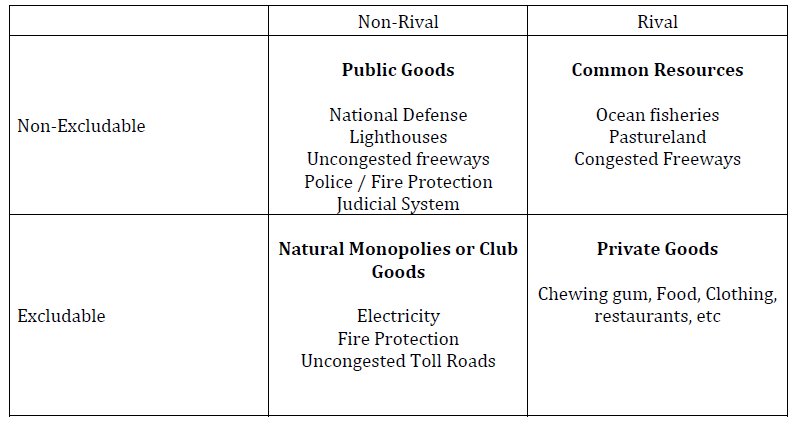 Non-Rival
Rival
Non-Excludable
Public Goods
National Defense
Lighthouses
Uncongested freeways
Police / Fire Protection
Judicial System
Common Resources
Ocean fisheries
Pastureland
Congested Freeways
Excludable
Natural Monopolies or Club
Goods
Electricity
Fire Protection
Uncongested Toll Roads
Private Goods
Chewing gum, Food, Clothing,
restaurants, etc